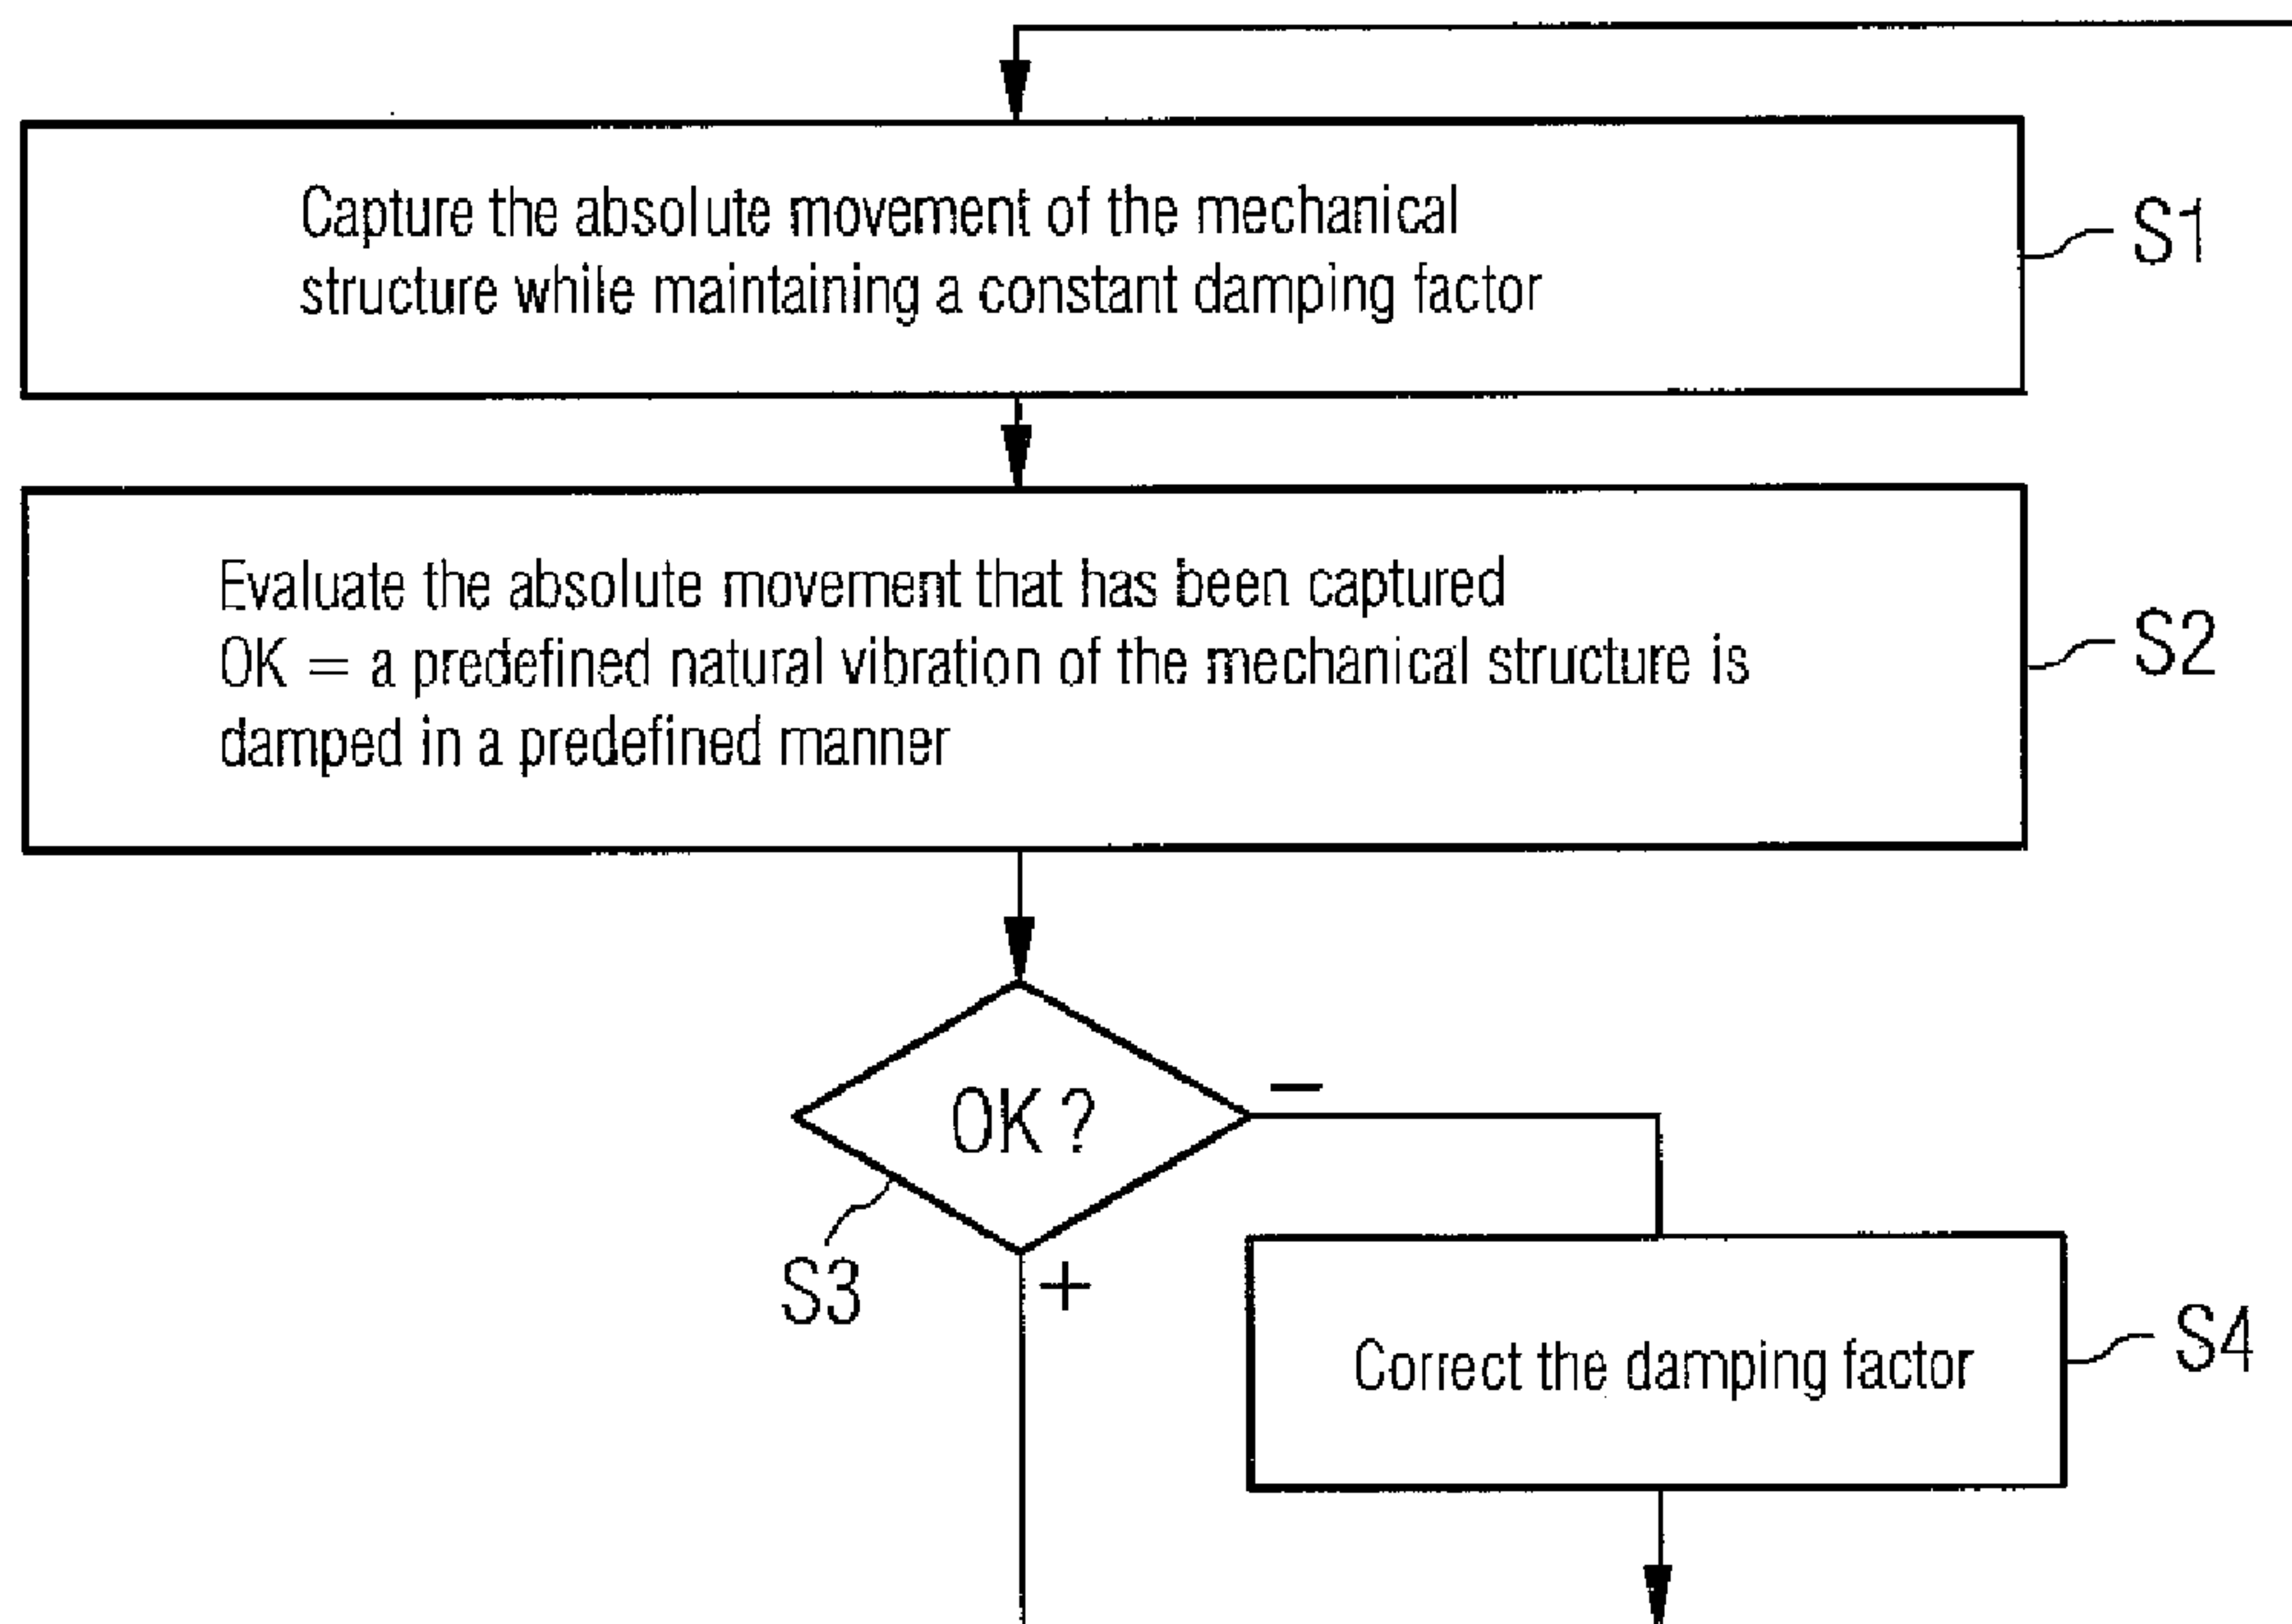 Capture the absolute movement of the mechanical
structure while maintaining a constant damping factor
S1
Evaluate the absolute movement that has been captured
OK = a predefined natural vibration of the mechanical structure is
damped in a predefined manner
S2
OK?
−
S3
+
Correct the damping factor
S4